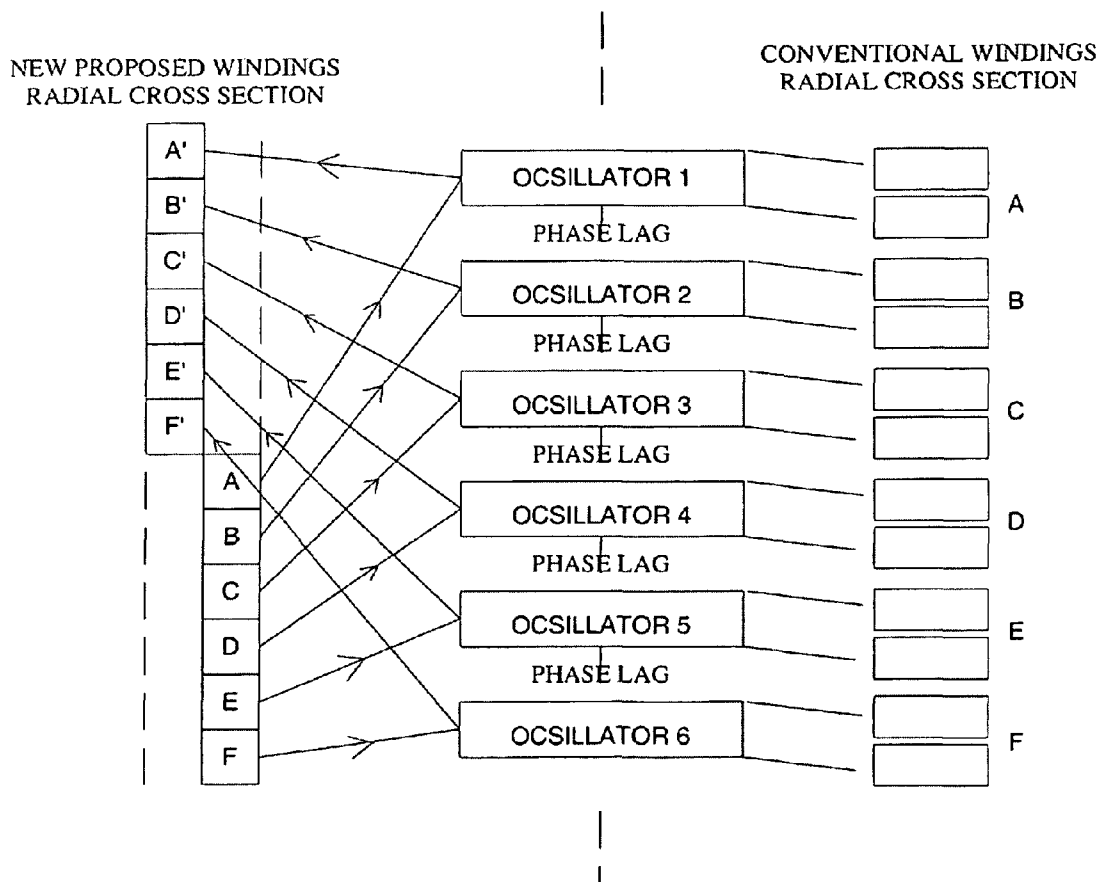 NEW PROPOSED WINDINGS
RADIAL CROSS SECTION
CONVENTIONAL WINDINGS
RADIAL CROSS SECTION
A'
B'
C'
D'
E'
F'
A
B
C
D
E
F
OCSILLATOR 1
PHASE LAG
OCSILLATOR 2
PHASE LAG
OCSILLATOR 3
PHASE LAG
OCSILLATOR 4
PHASE LAG
OCSILLATOR 5
PHASE LAG
OCSILLATOR 6
A
B
C
D
E
F